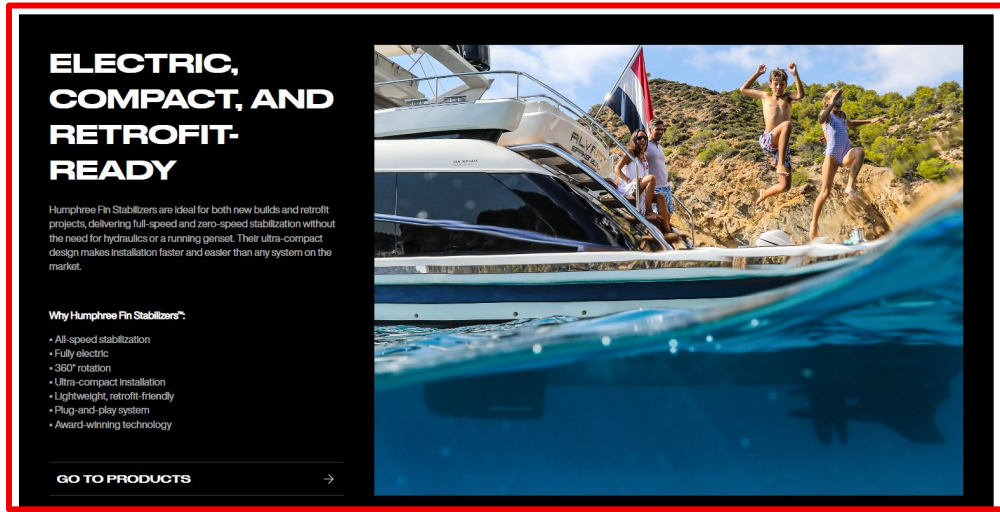 ELECTRIC,
COMPACT, AND
RETROFIT-
READY
Humphree Fin Stabilizers are ideal for both new builds and retrofit
projects, delivering full-speed and zero-speed stabilization without
the need for hydraulics or a running genset. Their ultra-compact
design makes installation faster and easier than any system on the
market.
Why Humphree Fin Stabilizers™:
• All-speed stabilization
• Fully electric
• 360° rotation
• Ultra-compact installation
• Lightweight, retrofit-friendly
• Plug-and-play system
• Award-winning technology
GO TO PRODUCTS →
VAN DER VALK